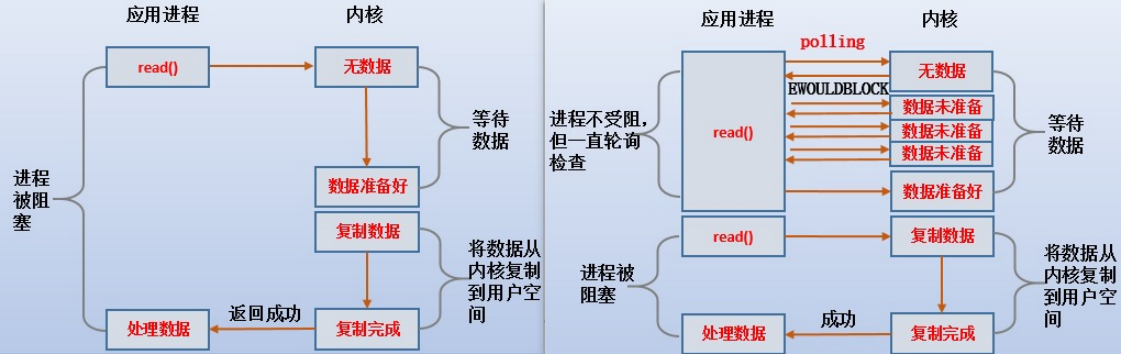 应用进程
内核
read()
无数据
等待
数据
进程
被阻
塞
数据准备好
复制数据
将数据从
内核复制
到用户空
间
返回成功
处理数据
复制完成
应用进程
内核
polling
无数据
EWOULDBLOCK
数据未准备
进程不受阻,
但一直轮询
检查
read()
数据未准备
等待
数据
数据未准备
数据准备好
read()
复制数据
进程被
阻塞
将数据从
内核复制
到用户空
间
成功
处理数据
复制完成